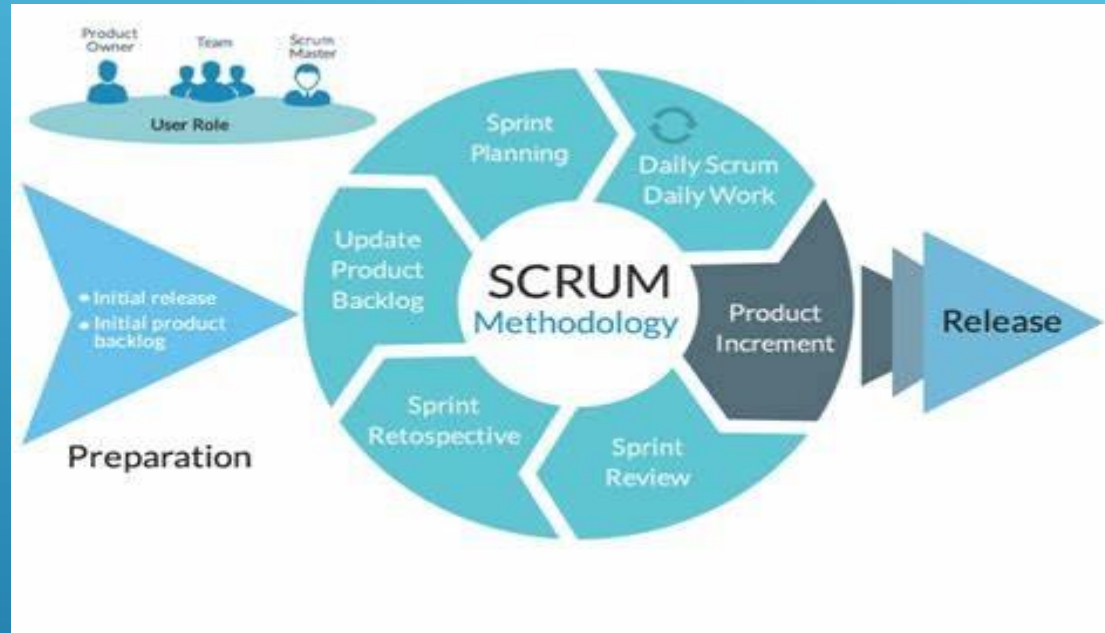 Product
Owner
Team
Scrum
Master
User Role
Sprint
Planning
Daily Scrum
Daily Work
Update
Product
Backlog
SCRUM
Methodology
Product
Increment
Release
• Initial release
• Initial product
backlog
Sprint
Retospective
Sprint
Review
Preparation